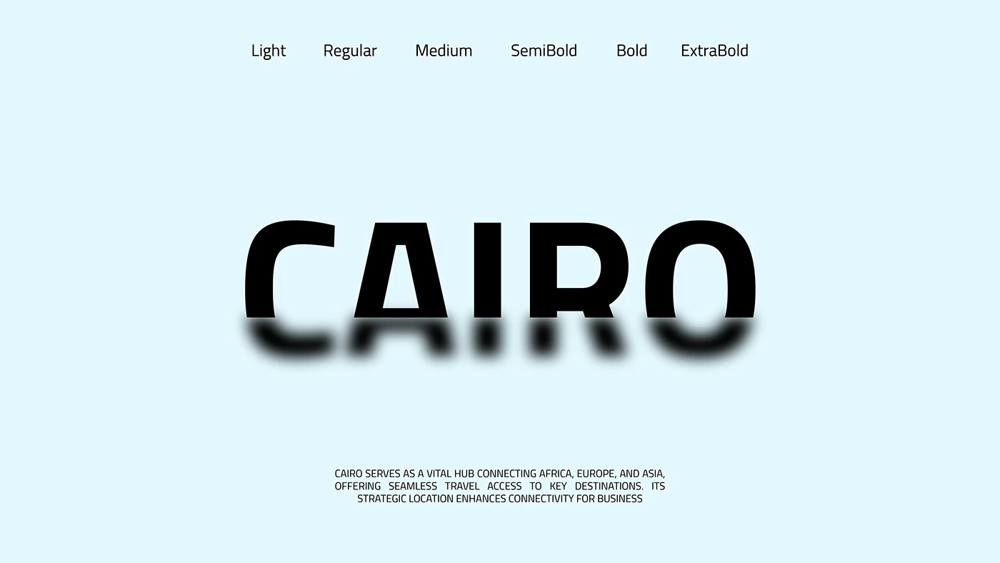 Light Regular Medium SemiBold Bold ExtraBold
CAIRO
CAIRO SERVES AS A VITAL HUB CONNECTING AFRICA, EUROPE, AND ASIA,
OFFERING SEAMLESS TRAVEL ACCESS TO KEY DESTINATIONS. ITS
STRATEGIC LOCATION ENHANCES CONNECTIVITY FOR BUSINESS